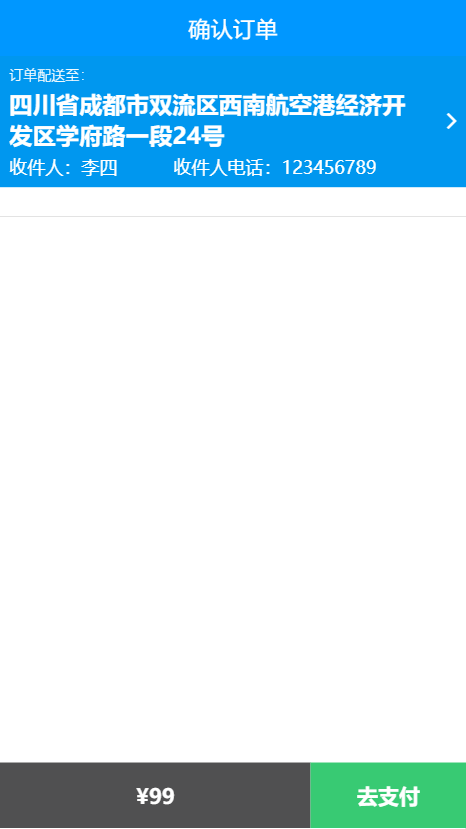 确认订单
订单配送至:
四川省成都市双流区西南航空港经济开
发区学府路一段24号
收件人：李四 收件人电话：123456789
¥99 去支付